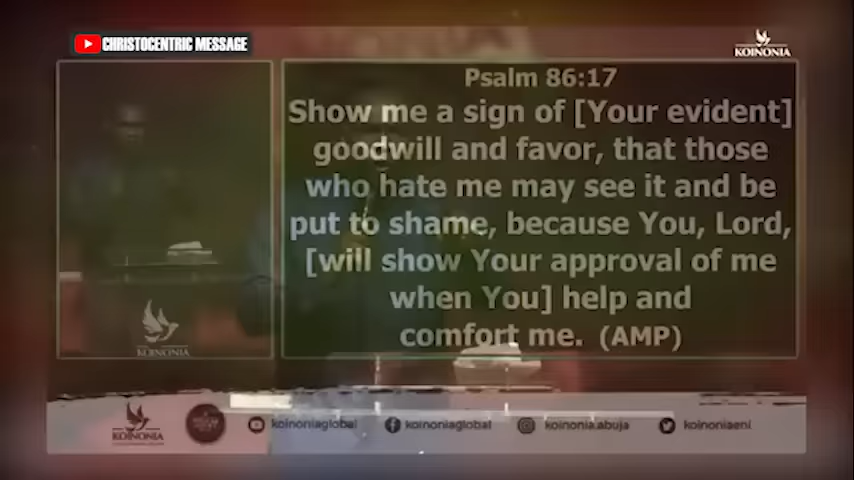 CHRISTOCENTRIC MESSAGE
KOINONIA
Psalm 86:17
Show me a sign of [Your evident]
goodwill and favor, that those
who hate me may see it and be
put to shame, because You, Lord,
[will show Your approval of me
when You] help and
comfort me. (AMP)
KOINONIA
KOINONIA
koinoniaglobal
koinoniaglobal
koinonia.abuja
koinoniaeni